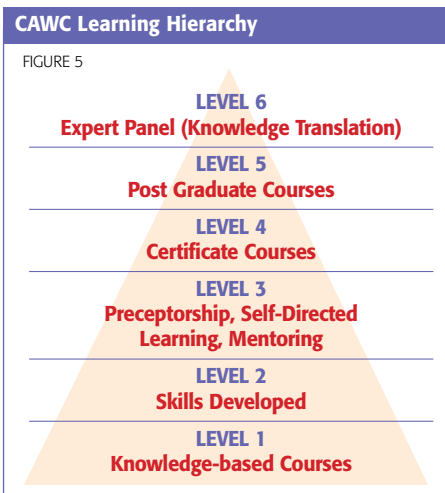 CAWC Learning Hierarchy
FIGURE 5
LEVEL 6
Expert Panel (Knowledge Translation)
LEVEL 5
Post Graduate Courses
LEVEL 4
Certificate Courses
LEVEL 3
Preceptorship, Self-Directed
Learning, Mentoring
LEVEL 2
Skills Developed
LEVEL 1
Knowledge-based Courses